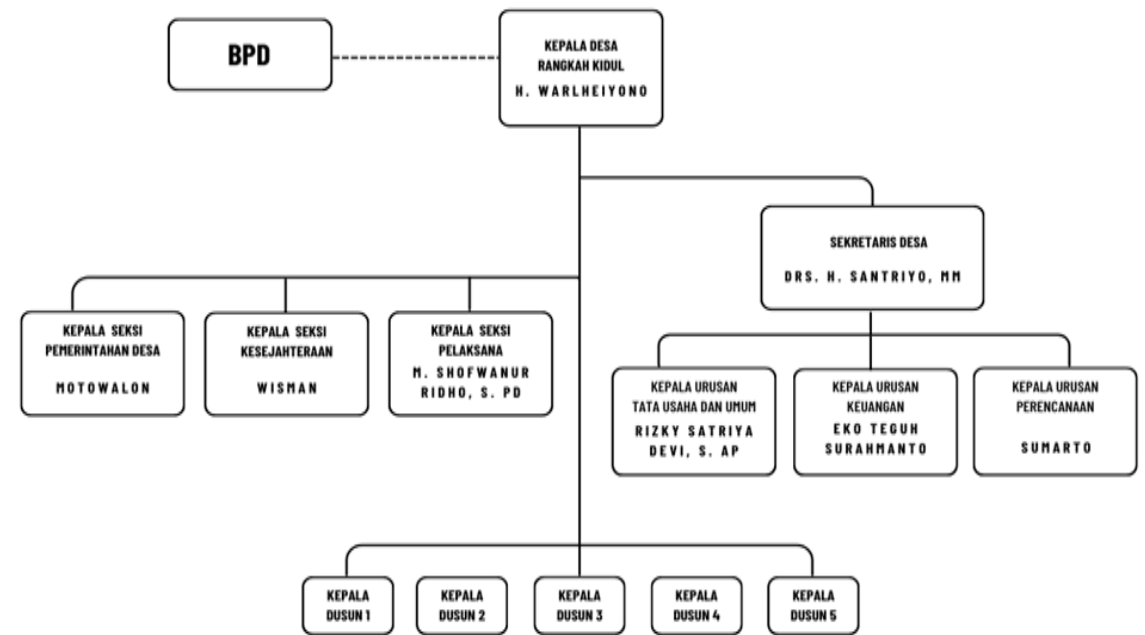 BPD
KEPALA DESA
RANGKAH KIDUL
H. WARLHEIYONO
SEKRETARIS DESA
DRS. H. SANTRIYO, MM
KEPALA SEKSI
PEMERINTAHAN DESA
MOTOWALON
KEPALA SEKSI
KESEJAHTERAAN
WISMAN
KEPALA SEKSI
PELAKSANA
M. SHOFWANUR
RIDHO, S. PD
KEPALA URUSAN
TATA USAHA DAN UMUM
RIZKY SATRIYA
DEVI, S. AP
KEPALA URUSAN
KEUANGAN
EKO TEGUH
SURAHMANTO
KEPALA URUSAN
PERENCANAAN
SUMARTO
KEPALA
DUSUN 1
KEPALA
DUSUN 2
KEPALA
DUSUN 3
KEPALA
DUSUN 4
KEPALA
DUSUN 5